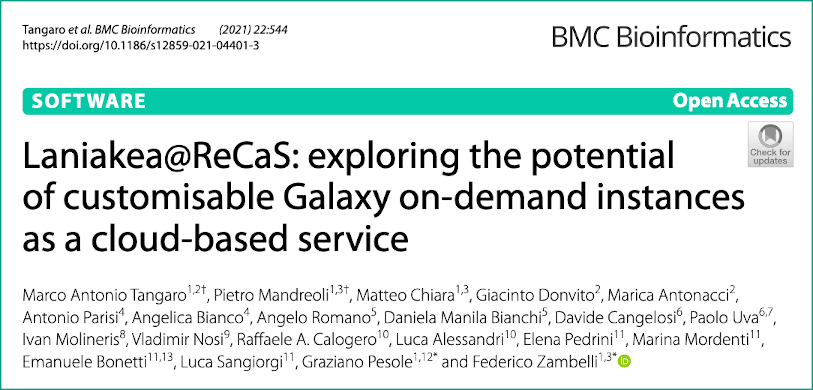 Tangaro et al. BMC Bioinformatics (2021) 22:544
https://doi.org/10.1186/s12859-021-04401-3
BMC Bioinformatics
SOFTWARE
Open Access
Laniakea@ReCaS: exploring the potential
of customisable Galaxy on-demand instances
as a cloud-based service
Check for
updates
Marco Antonio Tangaro1,2†, Pietro Mandreoli1,3†, Matteo Chiara1,3, Giacinto Donvito2, Marica Antonacci2,
Antonio Parisi4, Angelica Bianco4, Angelo Romano5, Daniela Manila Bianchi5, Davide Cangelosi6, Paolo Uva6,7,
Ivan Molineris8, Vladimir Nosi9, Raffaele A. Calogero10, Luca Alessandri10, Elena Pedrini11, Marina Mordenti11,
Emanuele Bonetti11,13, Luca Sangiorgi11, Graziano Pesole1,12* and Federico Zambelli1,3*
iD